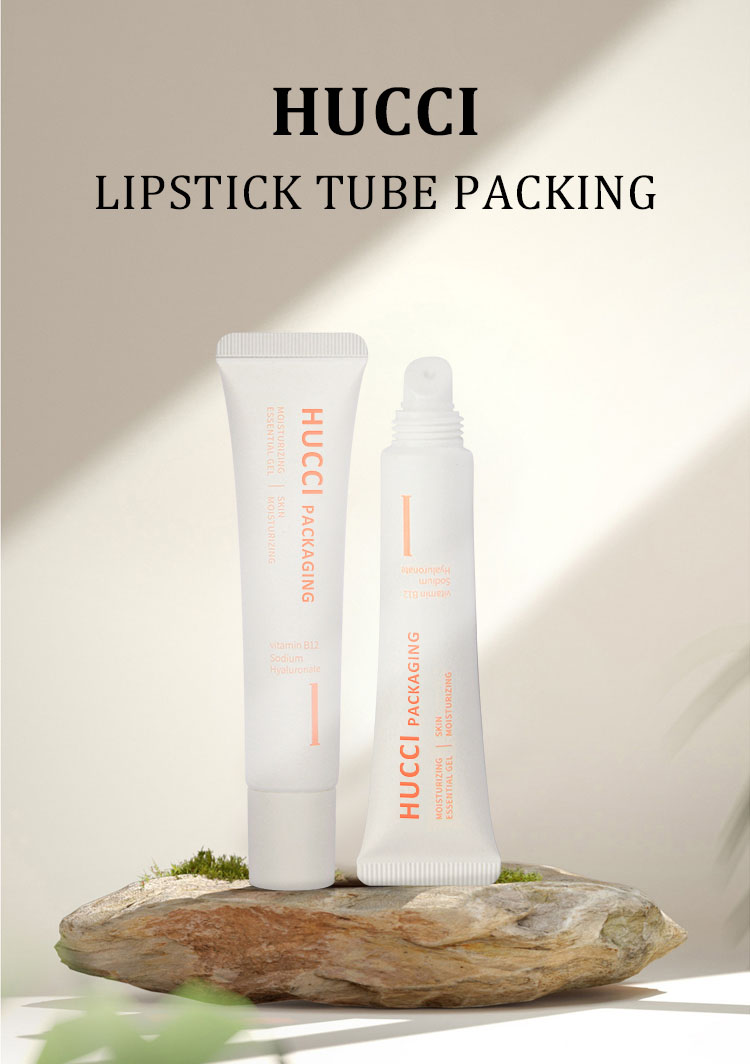 HUCCI
LIPSTICK TUBE PACKING
HUCCI PACKAGING
MOISTURIZING | SKIN
ESSENTIAL GEL | MOISTURIZING
vitamin B12
Sodium
Hyaluronate
vitamin B12
Sodium
Hyaluronate
HUCCI PACKAGING
MOISTURIZING | SKIN
ESSENTIAL GEL | MOISTURIZING